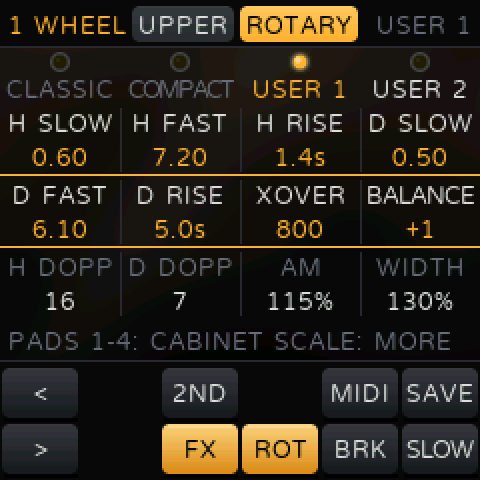 1 WHEEL UPPER ROTARY USER 1
CLASSIC COMPACT USER 1 USER 2
H SLOW H FAST H RISE D SLOW
0.60 7.20 1.4s 0.50
D FAST D RISE XOVER BALANCE
6.10 5.0s 800 +1
H DOPP D DOPP AM WIDTH
16 7 115% 130%
PADS 1-4: CABINET SCALE: MORE
< 2ND MIDI SAVE
> FX ROT BRK SLOW